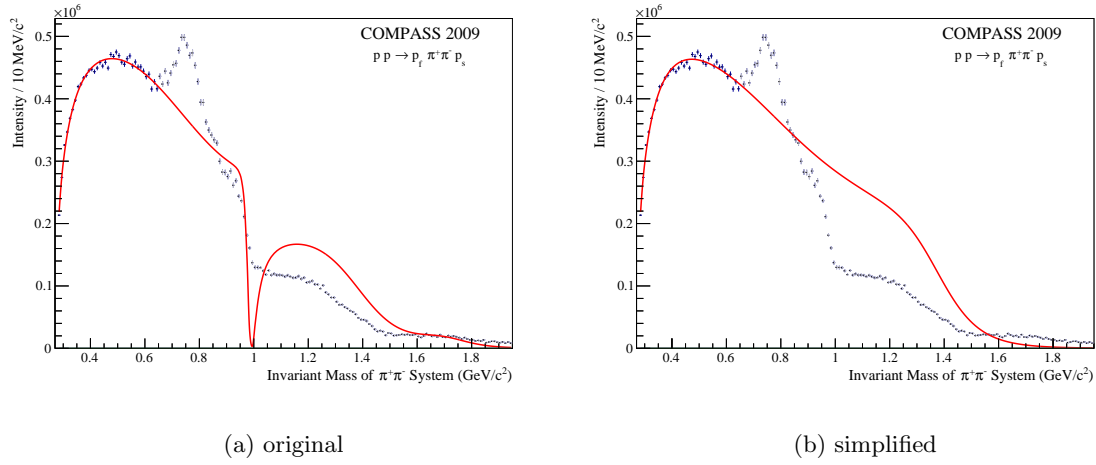 ×10⁶
COMPASS 2009
p p → p_f π⁺π⁻ p_s
Intensity / 10 MeV/c²
0.5
0.4
0.3
0.2
0.1
0
0.4 0.6 0.8 1 1.2 1.4 1.6 1.8
Invariant Mass of π⁺π⁻ System (GeV/c²)
(a) original
×10⁶
COMPASS 2009
p p → p_f π⁺π⁻ p_s
Intensity / 10 MeV/c²
0.5
0.4
0.3
0.2
0.1
0
0.4 0.6 0.8 1 1.2 1.4 1.6 1.8
Invariant Mass of π⁺π⁻ System (GeV/c²)
(b) simplified